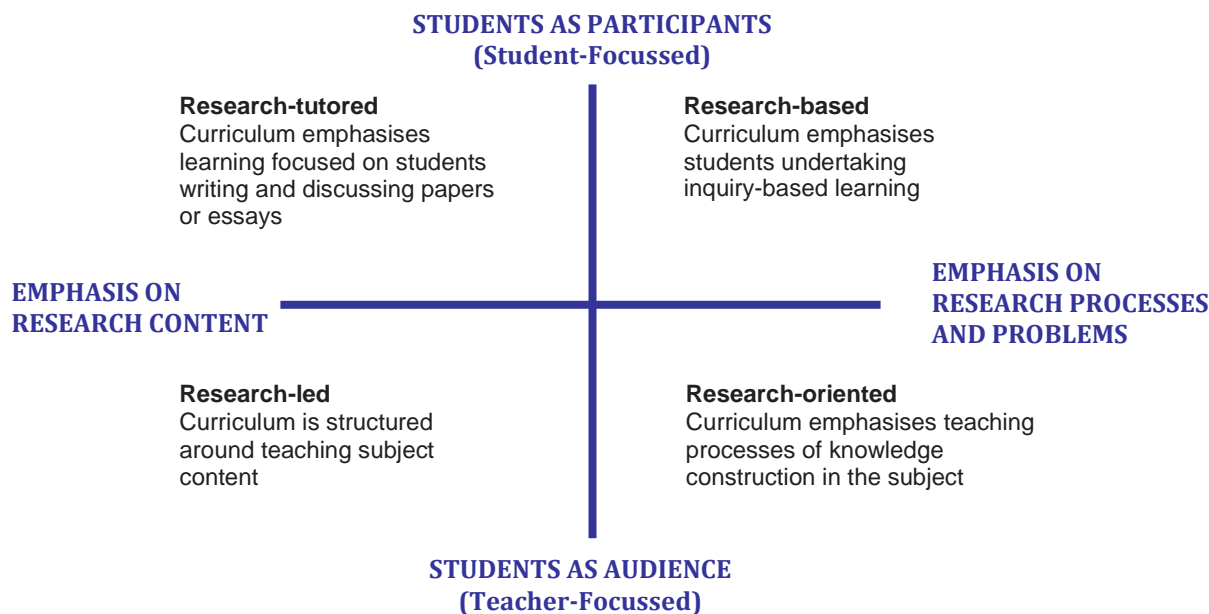 STUDENTS AS PARTICIPANTS
(Student-Focussed)
Research-tutored
Curriculum emphasises
learning focused on students
writing and discussing papers
or essays
Research-based
Curriculum emphasises
students undertaking
inquiry-based learning
EMPHASIS ON
RESEARCH CONTENT
EMPHASIS ON
RESEARCH PROCESSES
AND PROBLEMS
Research-led
Curriculum is structured
around teaching subject
content
Research-oriented
Curriculum emphasises teaching
processes of knowledge
construction in the subject
STUDENTS AS AUDIENCE
(Teacher-Focussed)